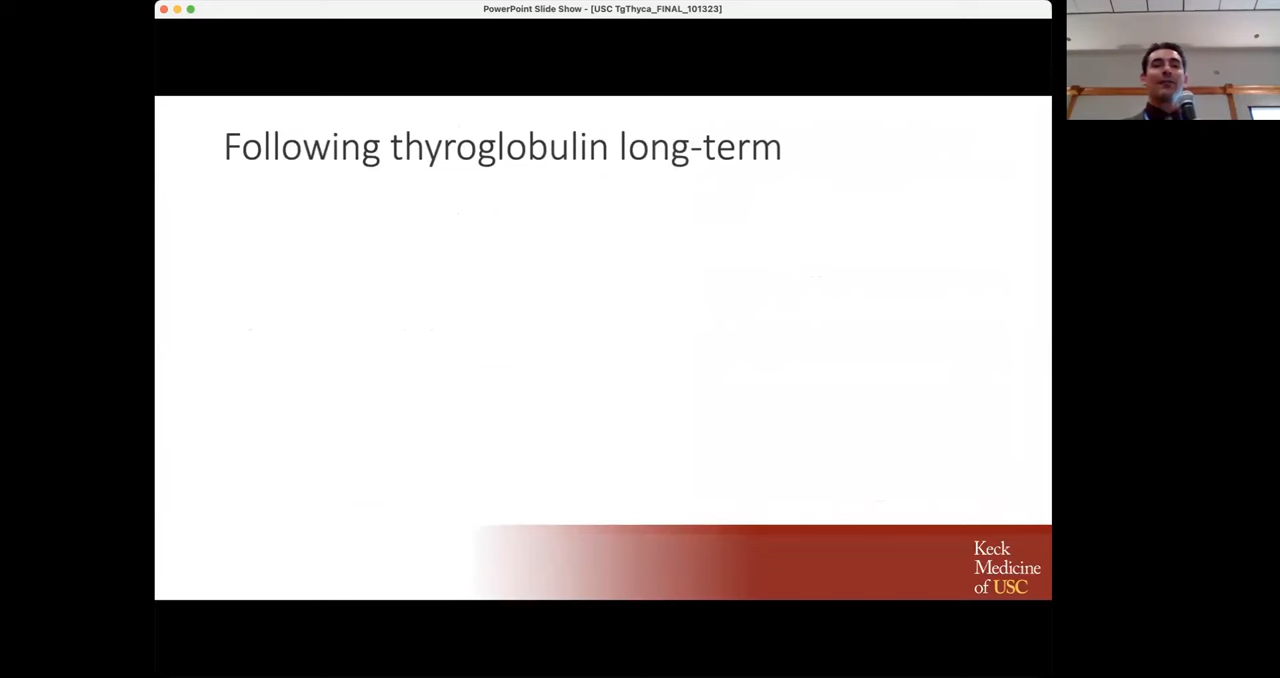 PowerPoint Slide Show - [USC TgThyca_FINAL_101323]
Following thyroglobulin long-term
Keck
Medicine
of USC